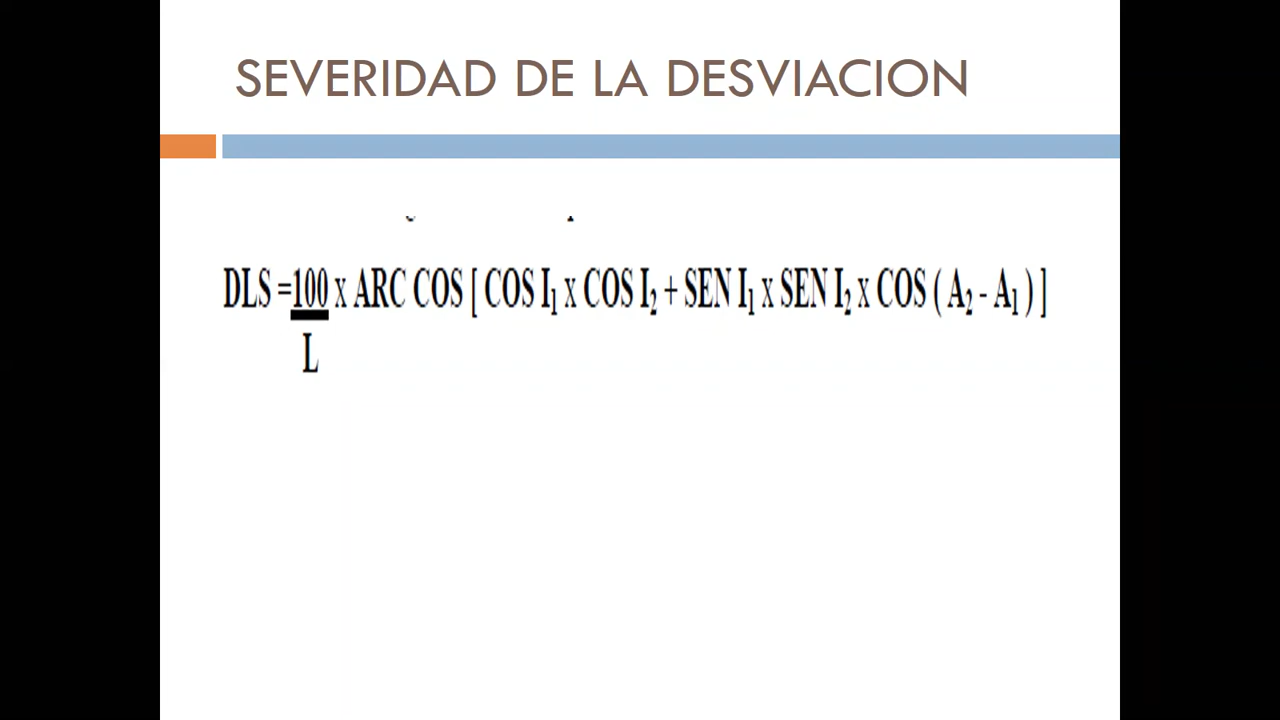 SEVERIDAD DE LA DESVIACION
DLS =100 x ARC COS [ COS I₁ x COS I₂ + SEN I₁ x SEN I₂ x COS ( A₂ - A₁ ) ]
L